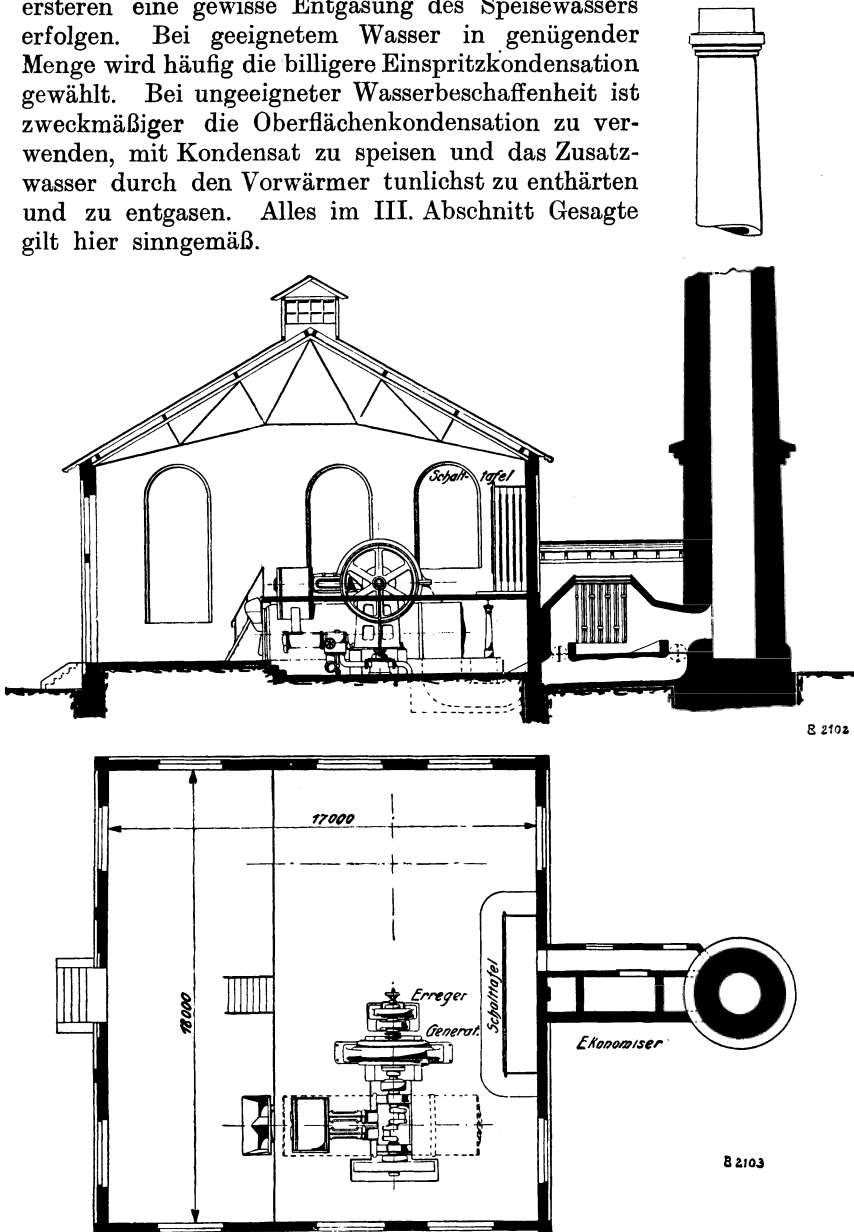 ersteren eine gewisse Entgasung des Speisewassers
erfolgen. Bei geeignetem Wasser in genügender
Menge wird häufig die billigere Einspritzkondensation
gewählt. Bei ungeeigneter Wasserbeschaffenheit ist
zweckmäßiger die Oberflächenkondensation zu ver-
wenden, mit Kondensat zu speisen und das Zusatz-
wasser durch den Vorwärmer tunlichst zu enthärten
und zu entgasen. Alles im III. Abschnitt Gesagte
gilt hier sinngemäß.
Schalt- tafel
B 2102
17000
18000
Erreger
Generat.
Schalttafel
Ekonomiser
B 2103